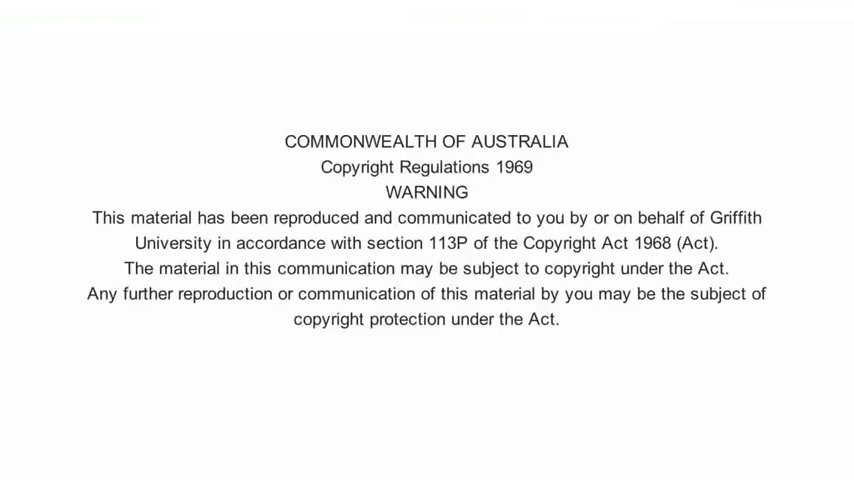 COMMONWEALTH OF AUSTRALIA
Copyright Regulations 1969
WARNING
This material has been reproduced and communicated to you by or on behalf of Griffith
University in accordance with section 113P of the Copyright Act 1968 (Act).
The material in this communication may be subject to copyright under the Act.
Any further reproduction or communication of this material by you may be the subject of
copyright protection under the Act.